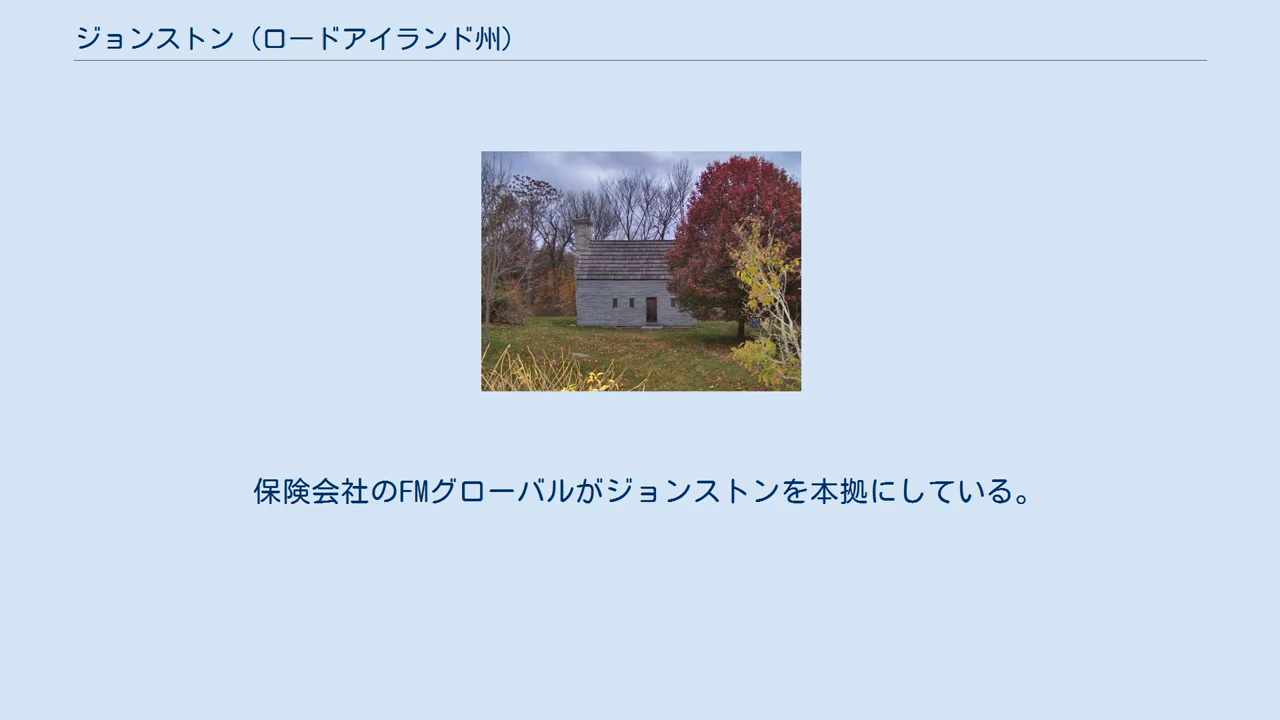 ジョンストン（ロードアイランド州）
保険会社のFMグローバルがジョンストンを本拠にしている。